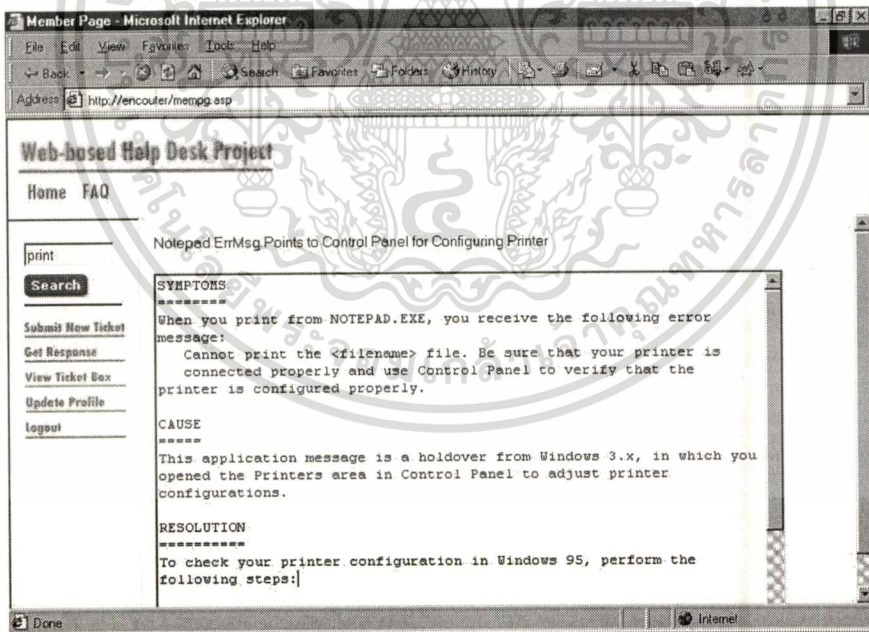 Member Page - Microsoft Internet Explorer
File Edit View Favorites Tools Help
Back Search Favorites Folders History
Address http://encouter/mempg.asp
Web-based Help Desk Project
Home FAQ
print
Search
Submit New Ticket
Get Response
View Ticket Box
Update Profile
Logout
Notepad ErrMsg Points to Control Panel for Configuring Printer
SYMPTOMS
========
When you print from NOTEPAD.EXE, you receive the following error
message:
Cannot print the <filename> file. Be sure that your printer is
connected properly and use Control Panel to verify that the
printer is configured properly.
CAUSE
=====
This application message is a holdover from Windows 3.x, in which you
opened the Printers area in Control Panel to adjust printer
configurations.
RESOLUTION
==========
To check your printer configuration in Windows 95, perform the
following steps:
Done
Internet